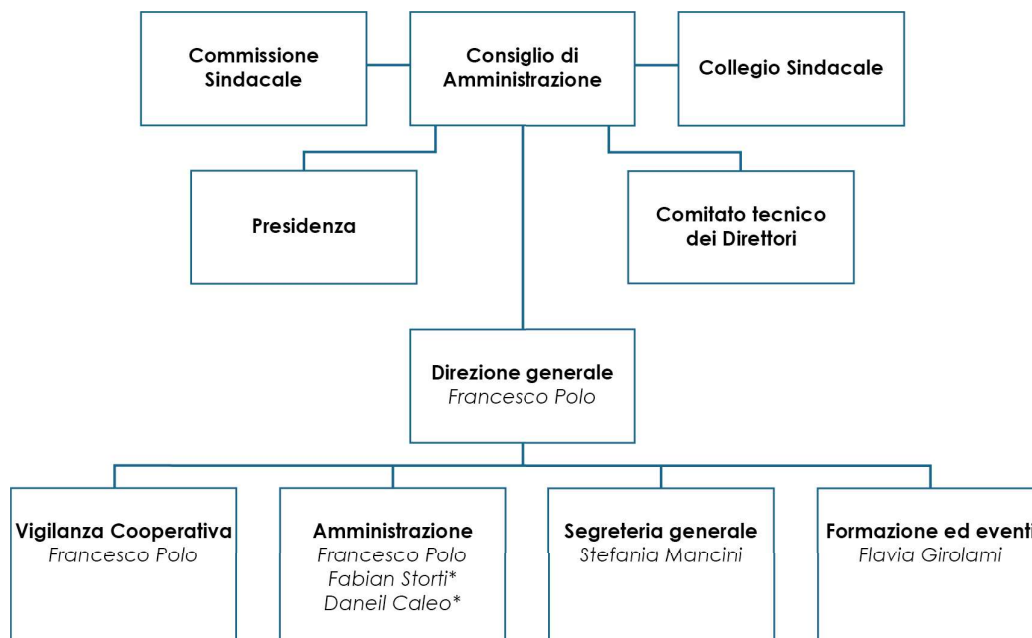 Commissione
Sindacale
Consiglio di
Amministrazione
Collegio Sindacale
Presidenza
Comitato tecnico
dei Direttori
Direzione generale
Francesco Polo
Vigilanza Cooperativa
Francesco Polo
Amministrazione
Francesco Polo
Fabian Storti*
Daneil Caleo*
Segreteria generale
Stefania Mancini
Formazione ed eventi
Flavia Girolami